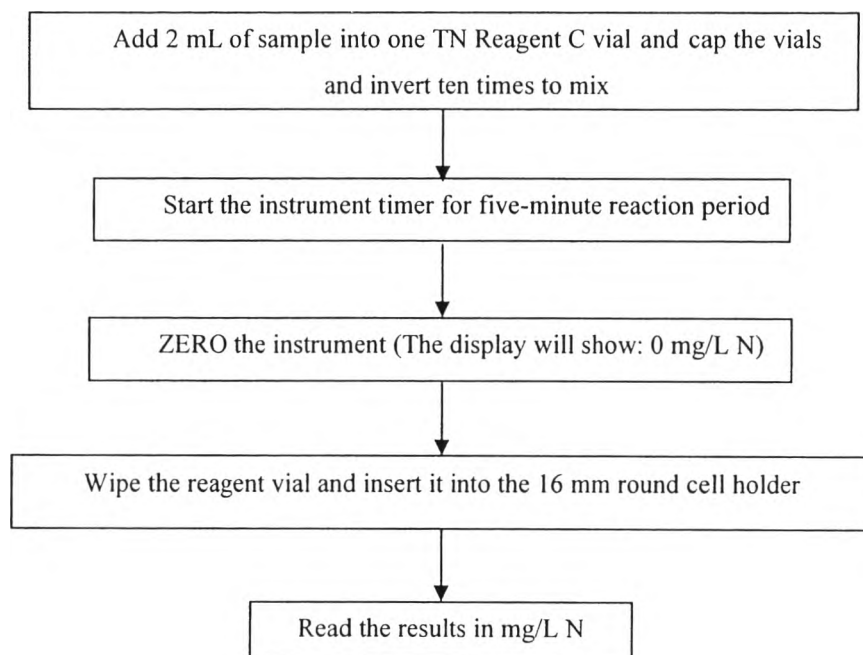 Add 2 mL of sample into one TN Reagent C vial and cap the vials
and invert ten times to mix
Start the instrument timer for five-minute reaction period
ZERO the instrument (The display will show: 0 mg/L N)
Wipe the reagent vial and insert it into the 16 mm round cell holder
Read the results in mg/L N